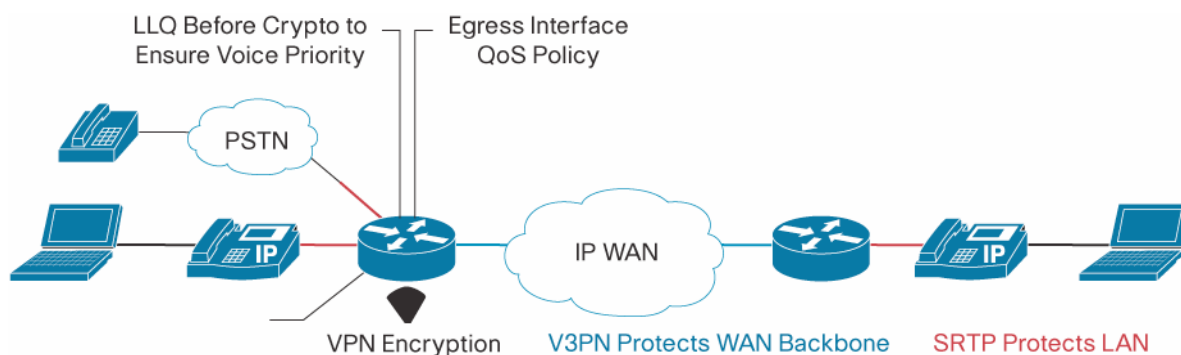 LLQ Before Crypto to
Ensure Voice Priority
Egress Interface
QoS Policy
PSTN
IP
IP WAN
IP
VPN Encryption
V3PN Protects WAN Backbone
SRTP Protects LAN